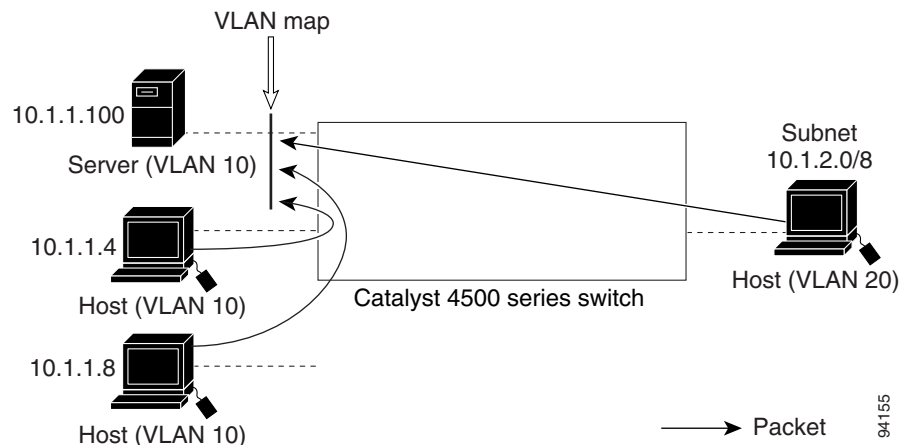 VLAN map
10.1.1.100
Server (VLAN 10)
Subnet
10.1.2.0/8
10.1.1.4
Host (VLAN 10)
Host (VLAN 20)
Catalyst 4500 series switch
10.1.1.8
Host (VLAN 10)
Packet
94155